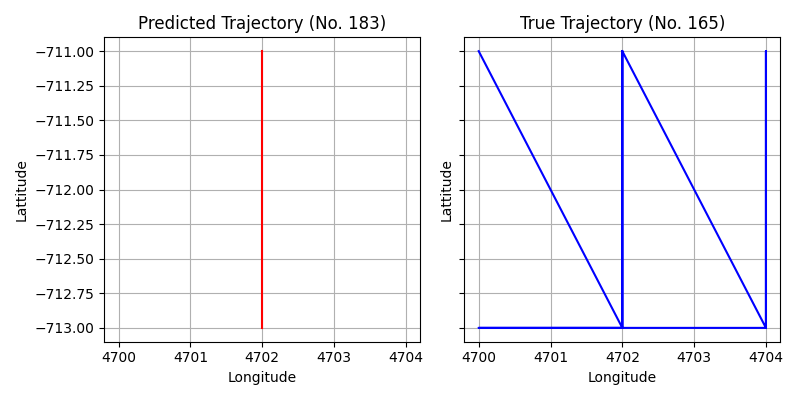 Predicted Trajectory (No. 183)
True Trajectory (No. 165)
−711.00
−711.25
−711.50
−711.75
−712.00
−712.25
−712.50
−712.75
−713.00
Lattitude
Lattitude
4700 4701 4702 4703 4704
4700 4701 4702 4703 4704
Longitude
Longitude